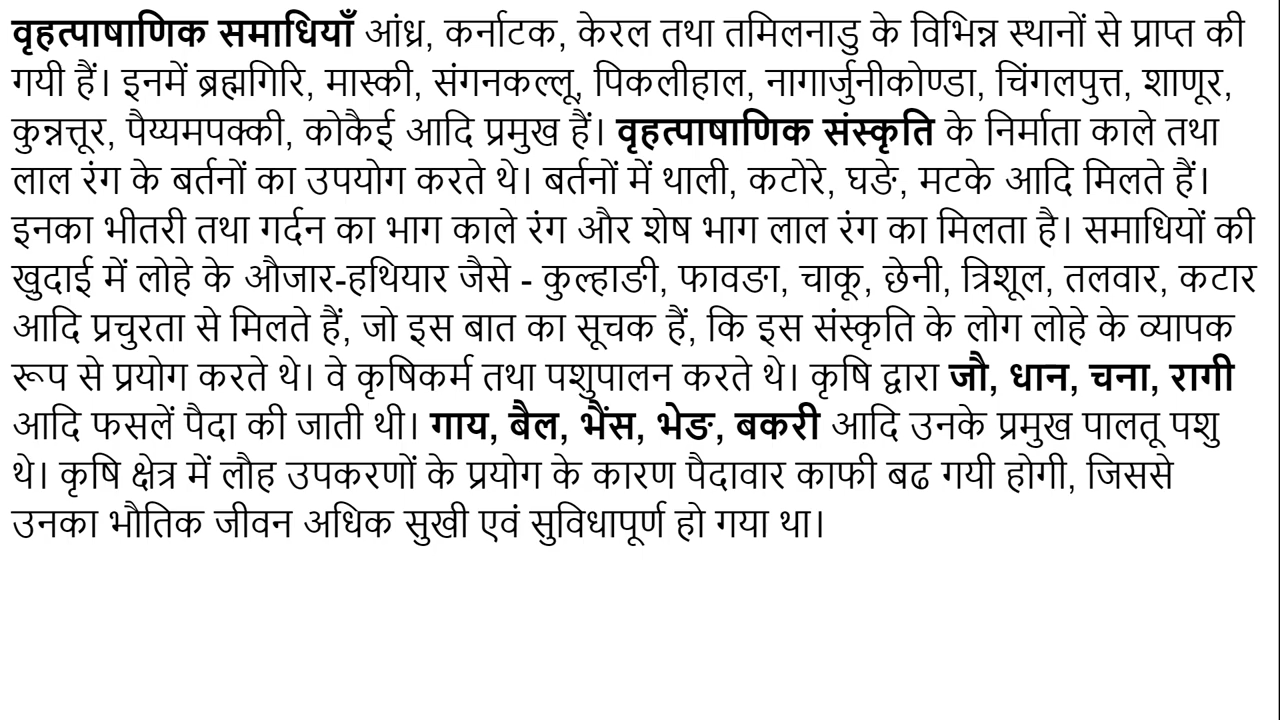 वृहत्पाषाणिक समाधियाँ आंध्र, कर्नाटक, केरल तथा तमिलनाडु के विभिन्न स्थानों से प्राप्त की
गयी हैं। इनमें ब्रह्मगिरि, मास्की, संगनकल्लू, पिकलीहाल, नागार्जुनीकोण्डा, चिंगलपुत्त, शाणूर,
कुन्नत्तूर, पैय्यमपक्की, कोकैई आदि प्रमुख हैं। वृहत्पाषाणिक संस्कृति के निर्माता काले तथा
लाल रंग के बर्तनों का उपयोग करते थे। बर्तनों में थाली, कटोरे, घङे, मटके आदि मिलते हैं।
इनका भीतरी तथा गर्दन का भाग काले रंग और शेष भाग लाल रंग का मिलता है। समाधियों की
खुदाई में लोहे के औजार-हथियार जैसे - कुल्हाङी, फावङा, चाकू, छेनी, त्रिशूल, तलवार, कटार
आदि प्रचुरता से मिलते हैं, जो इस बात का सूचक हैं, कि इस संस्कृति के लोग लोहे के व्यापक
रूप से प्रयोग करते थे। वे कृषिकर्म तथा पशुपालन करते थे। कृषि द्वारा जौ, धान, चना, रागी
आदि फसलें पैदा की जाती थी। गाय, बैल, भैंस, भेङ, बकरी आदि उनके प्रमुख पालतू पशु
थे। कृषि क्षेत्र में लौह उपकरणों के प्रयोग के कारण पैदावार काफी बढ गयी होगी, जिससे
उनका भौतिक जीवन अधिक सुखी एवं सुविधापूर्ण हो गया था।